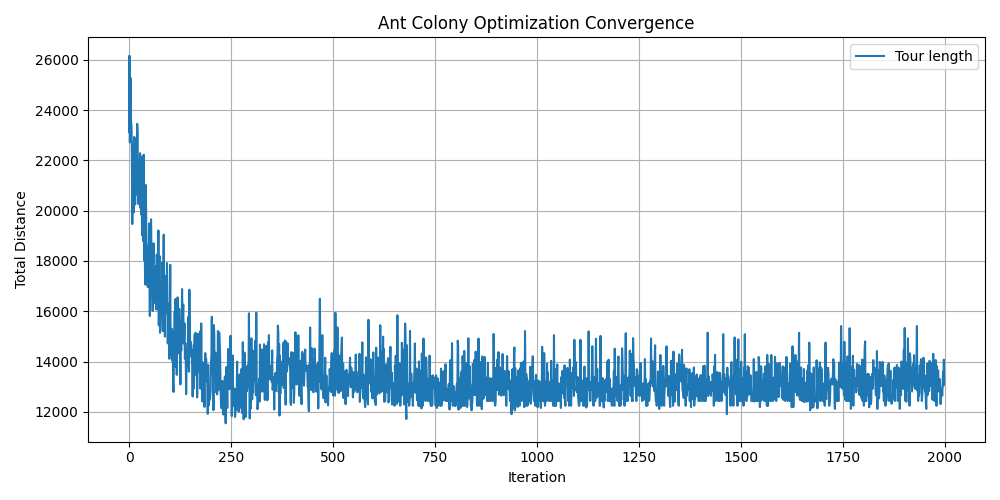 Ant Colony Optimization Convergence
Tour length
26000
24000
22000
20000
18000
16000
14000
12000
Total Distance
0 250 500 750 1000 1250 1500 1750 2000
Iteration